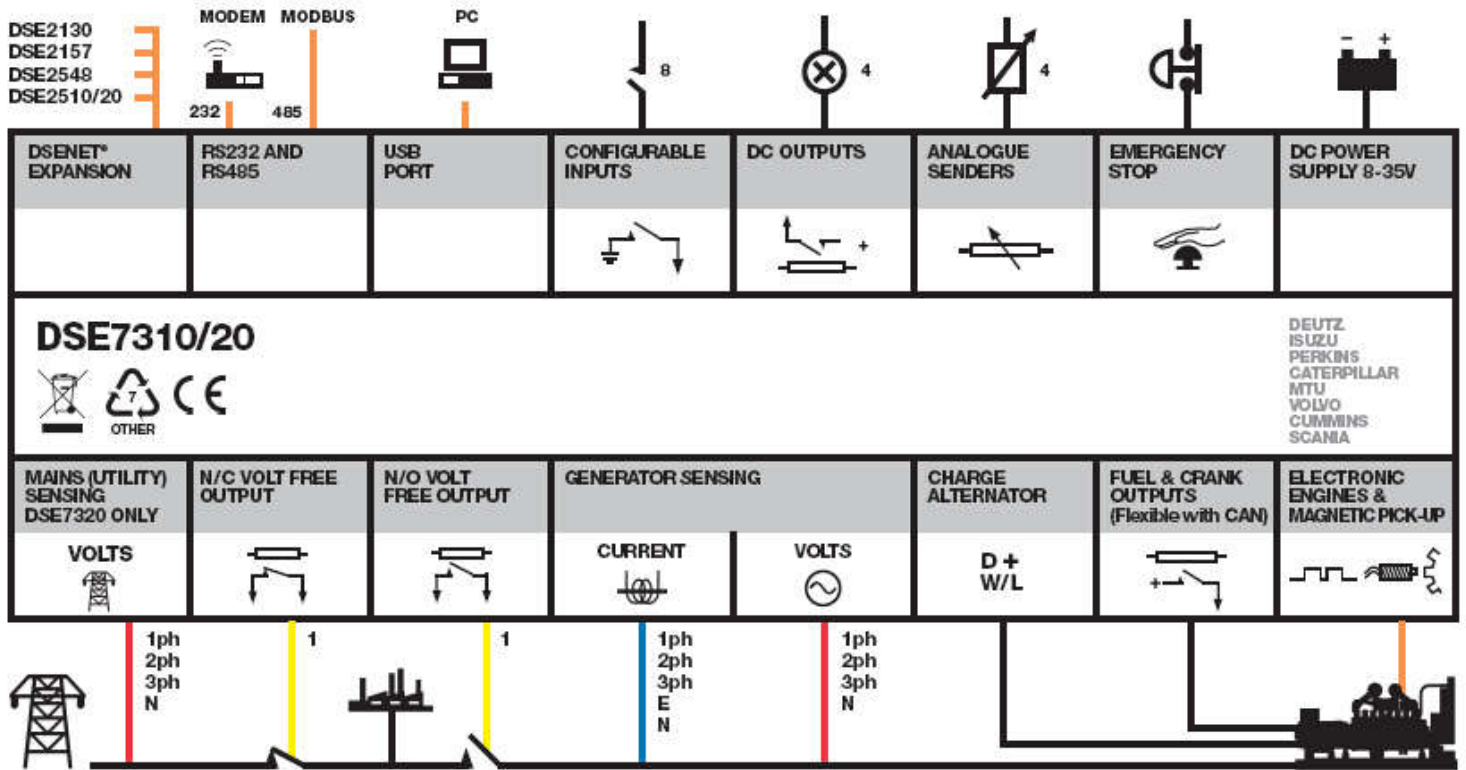 DSE2130
DSE2157
DSE2548
DSE2510/20
MODEM
MODBUS
PC
232
485
8
4
4
- +
DSENET®
EXPANSION
RS232 AND
RS485
USB
PORT
CONFIGURABLE
INPUTS
DC OUTPUTS
ANALOGUE
SENDERS
EMERGENCY
STOP
DC POWER
SUPPLY 8-35V
+
DSE7310/20
7
OTHER
CE
DEUTZ
ISUZU
PERKINS
CATERPILLAR
MTU
VOLVO
CUMMINS
SCANIA
MAINS (UTILITY)
SENSING
DSE7320 ONLY
VOLTS
N/C VOLT FREE
OUTPUT
N/O VOLT
FREE OUTPUT
GENERATOR SENSING
CURRENT
VOLTS
CHARGE
ALTERNATOR
D+
W/L
FUEL & CRANK
OUTPUTS
(Flexible with CAN)
+
ELECTRONIC
ENGINES &
MAGNETIC PICK-UP
1ph
2ph
3ph
N
1
1
1ph
2ph
3ph
E
N
1ph
2ph
3ph
N